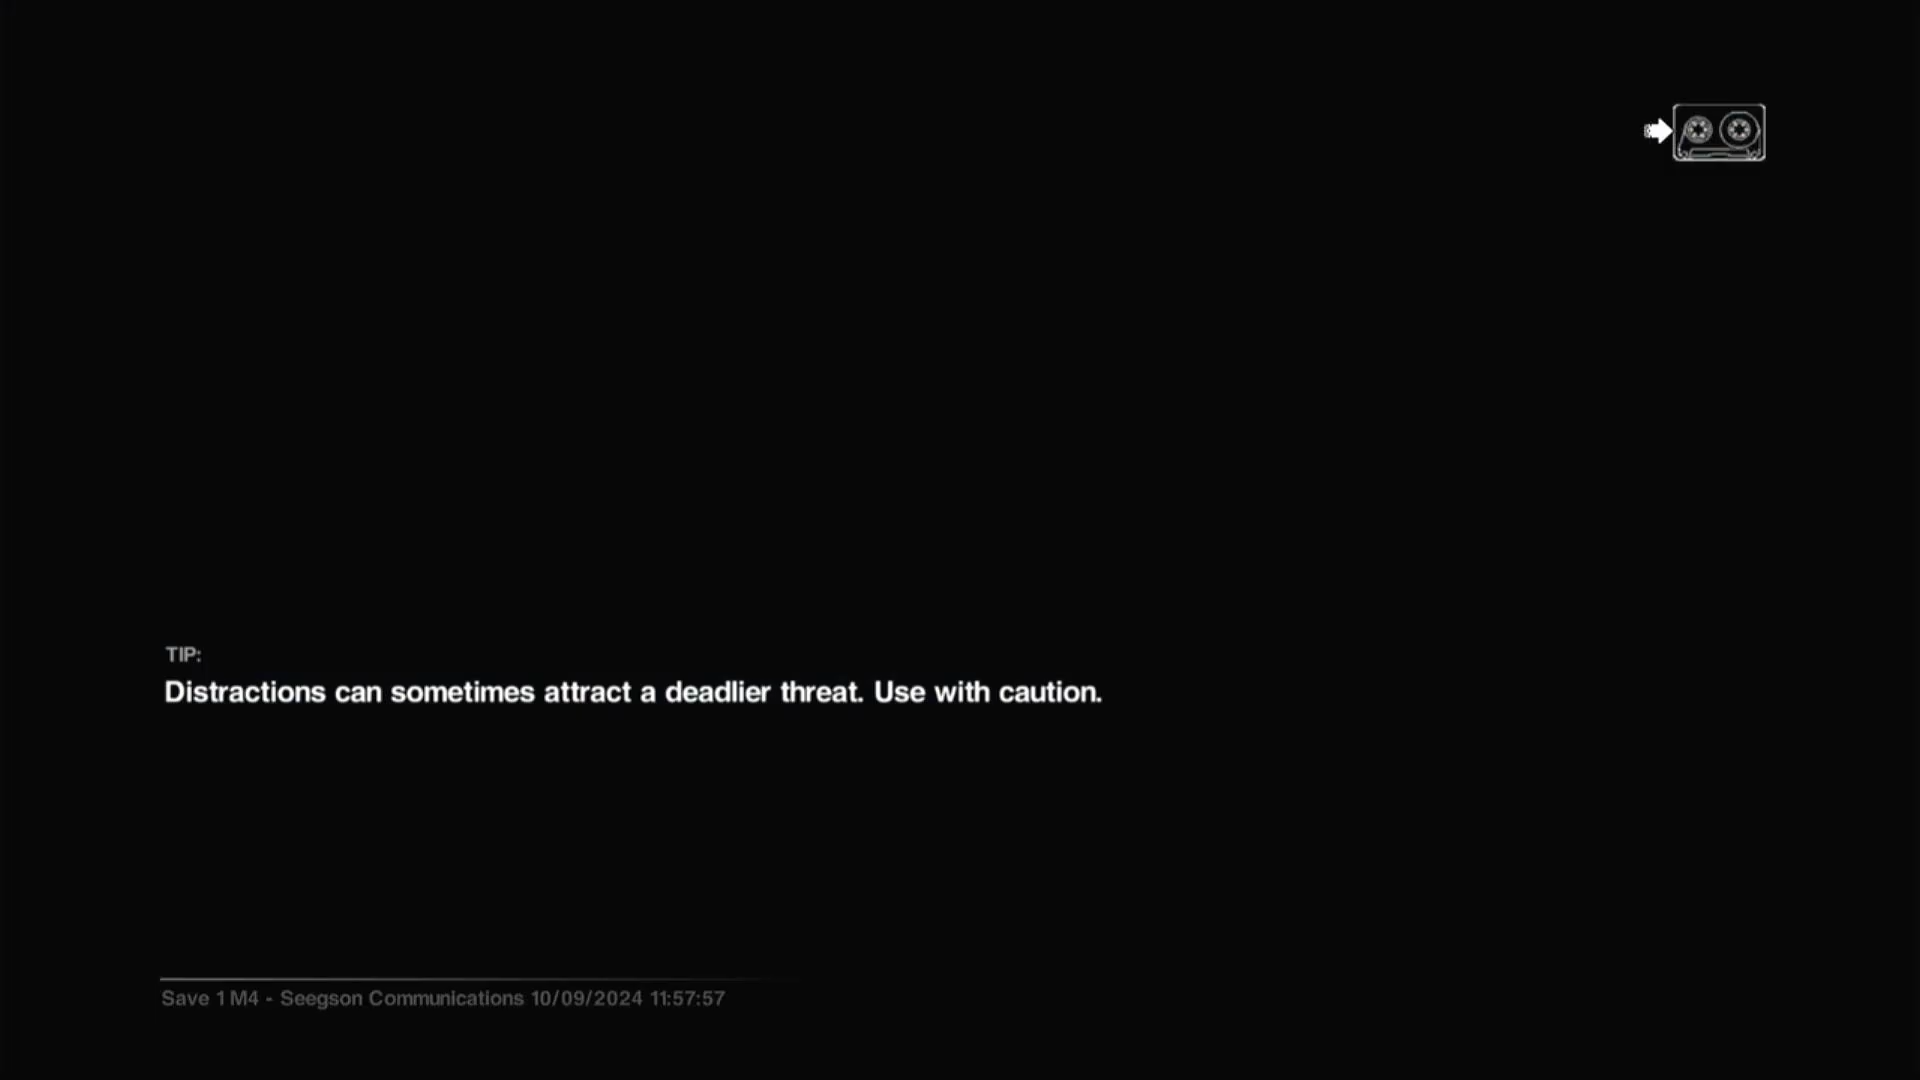 TIP:
Distractions can sometimes attract a deadlier threat. Use with caution.
Save 1 M4 - Seegson Communications 10/09/2024 11:57:57